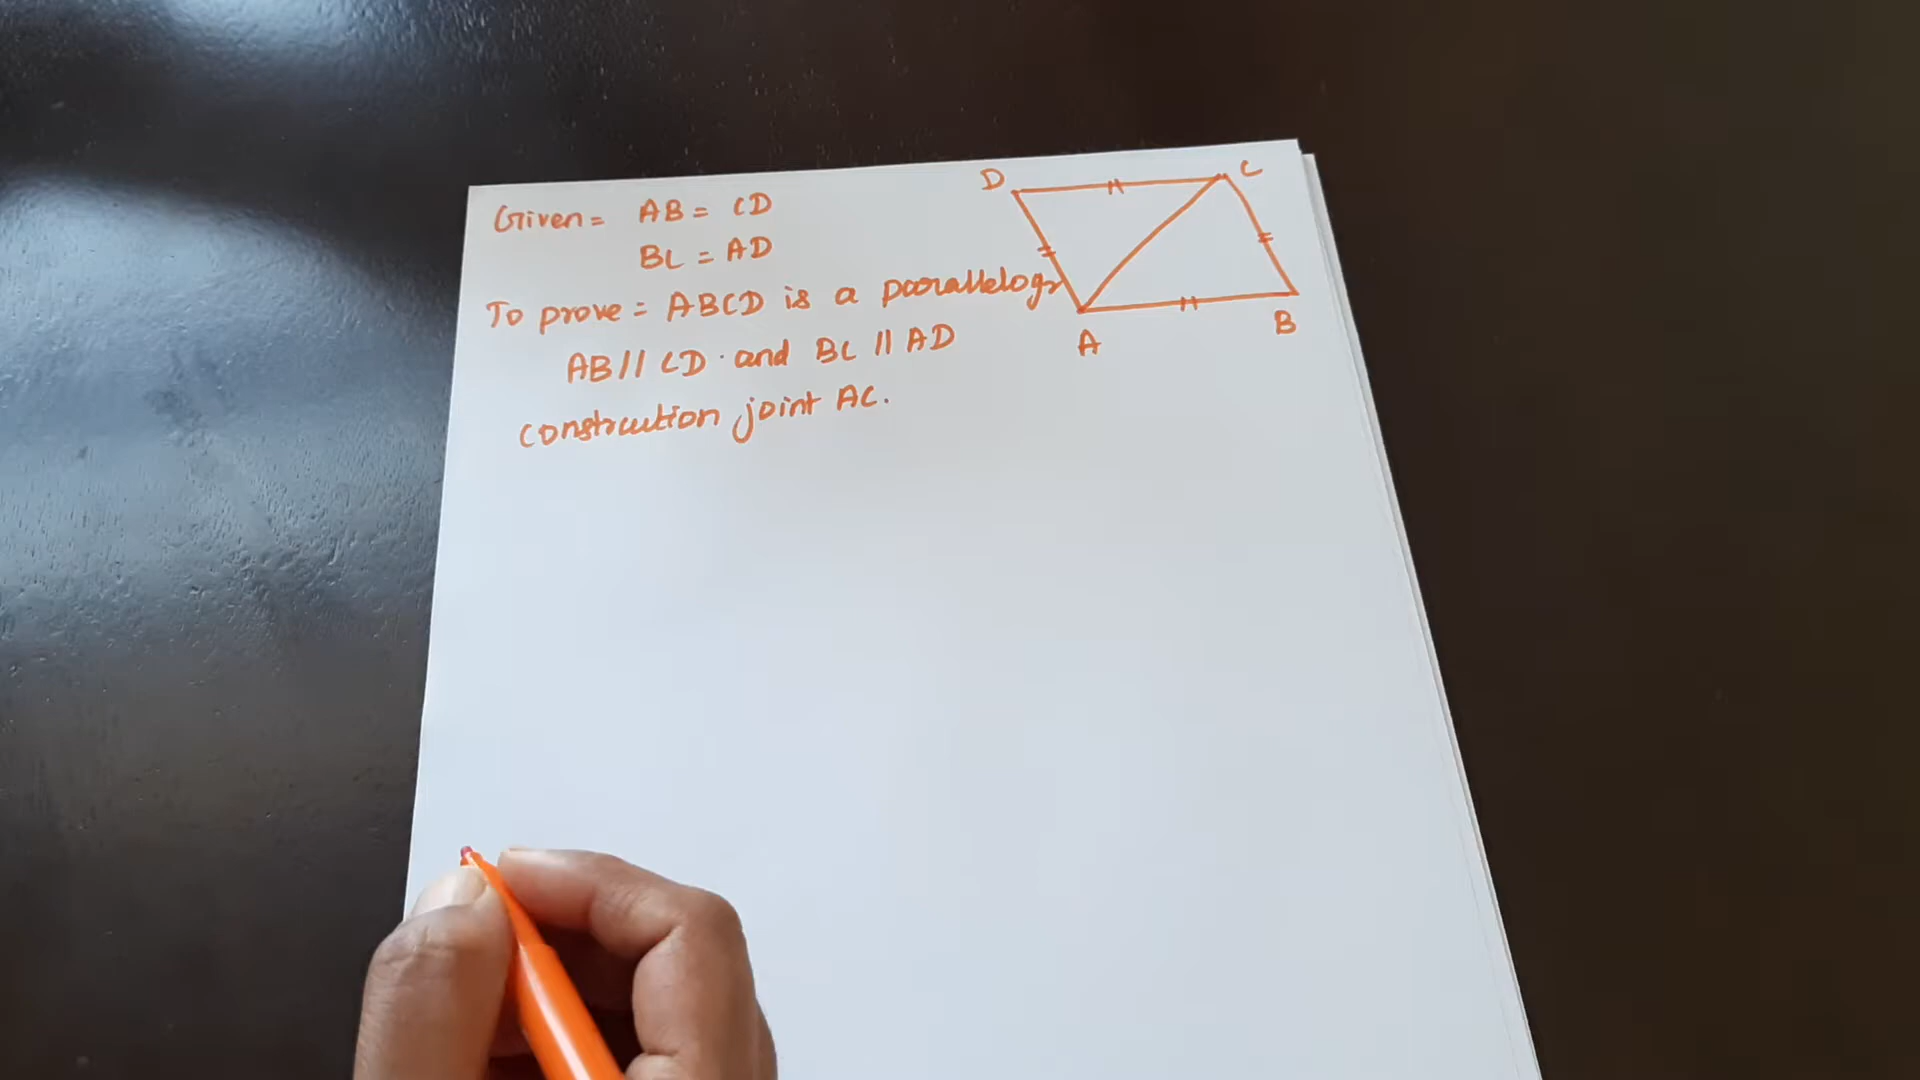 Given = AB = CD
BC = AD
To prove = ABCD is a parallelogr
AB // CD . and BC // AD
construction joint AC.
D
C
A
B